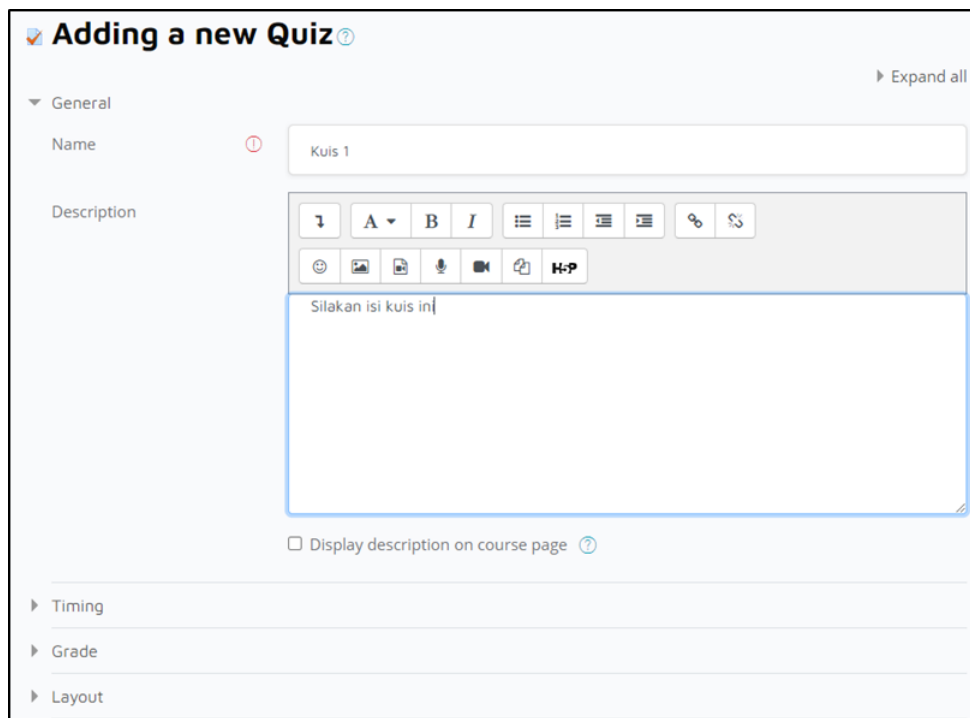 Adding a new Quiz
Expand all
General
Name
Kuis 1
Description
A B I
H5P
Silakan isi kuis ini
Display description on course page
Timing
Grade
Layout